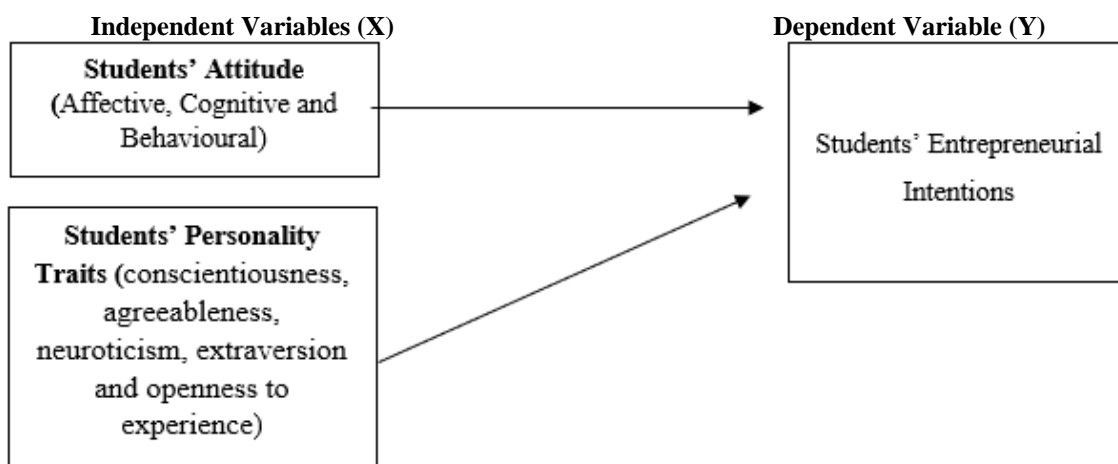 Independent Variables (X)
Dependent Variable (Y)
Students’ Attitude
(Affective, Cognitive and
Behavioural)
Students’ Entrepreneurial
Intentions
Students’ Personality
Traits (conscientiousness,
agreeableness,
neuroticism, extraversion
and openness to
experience)